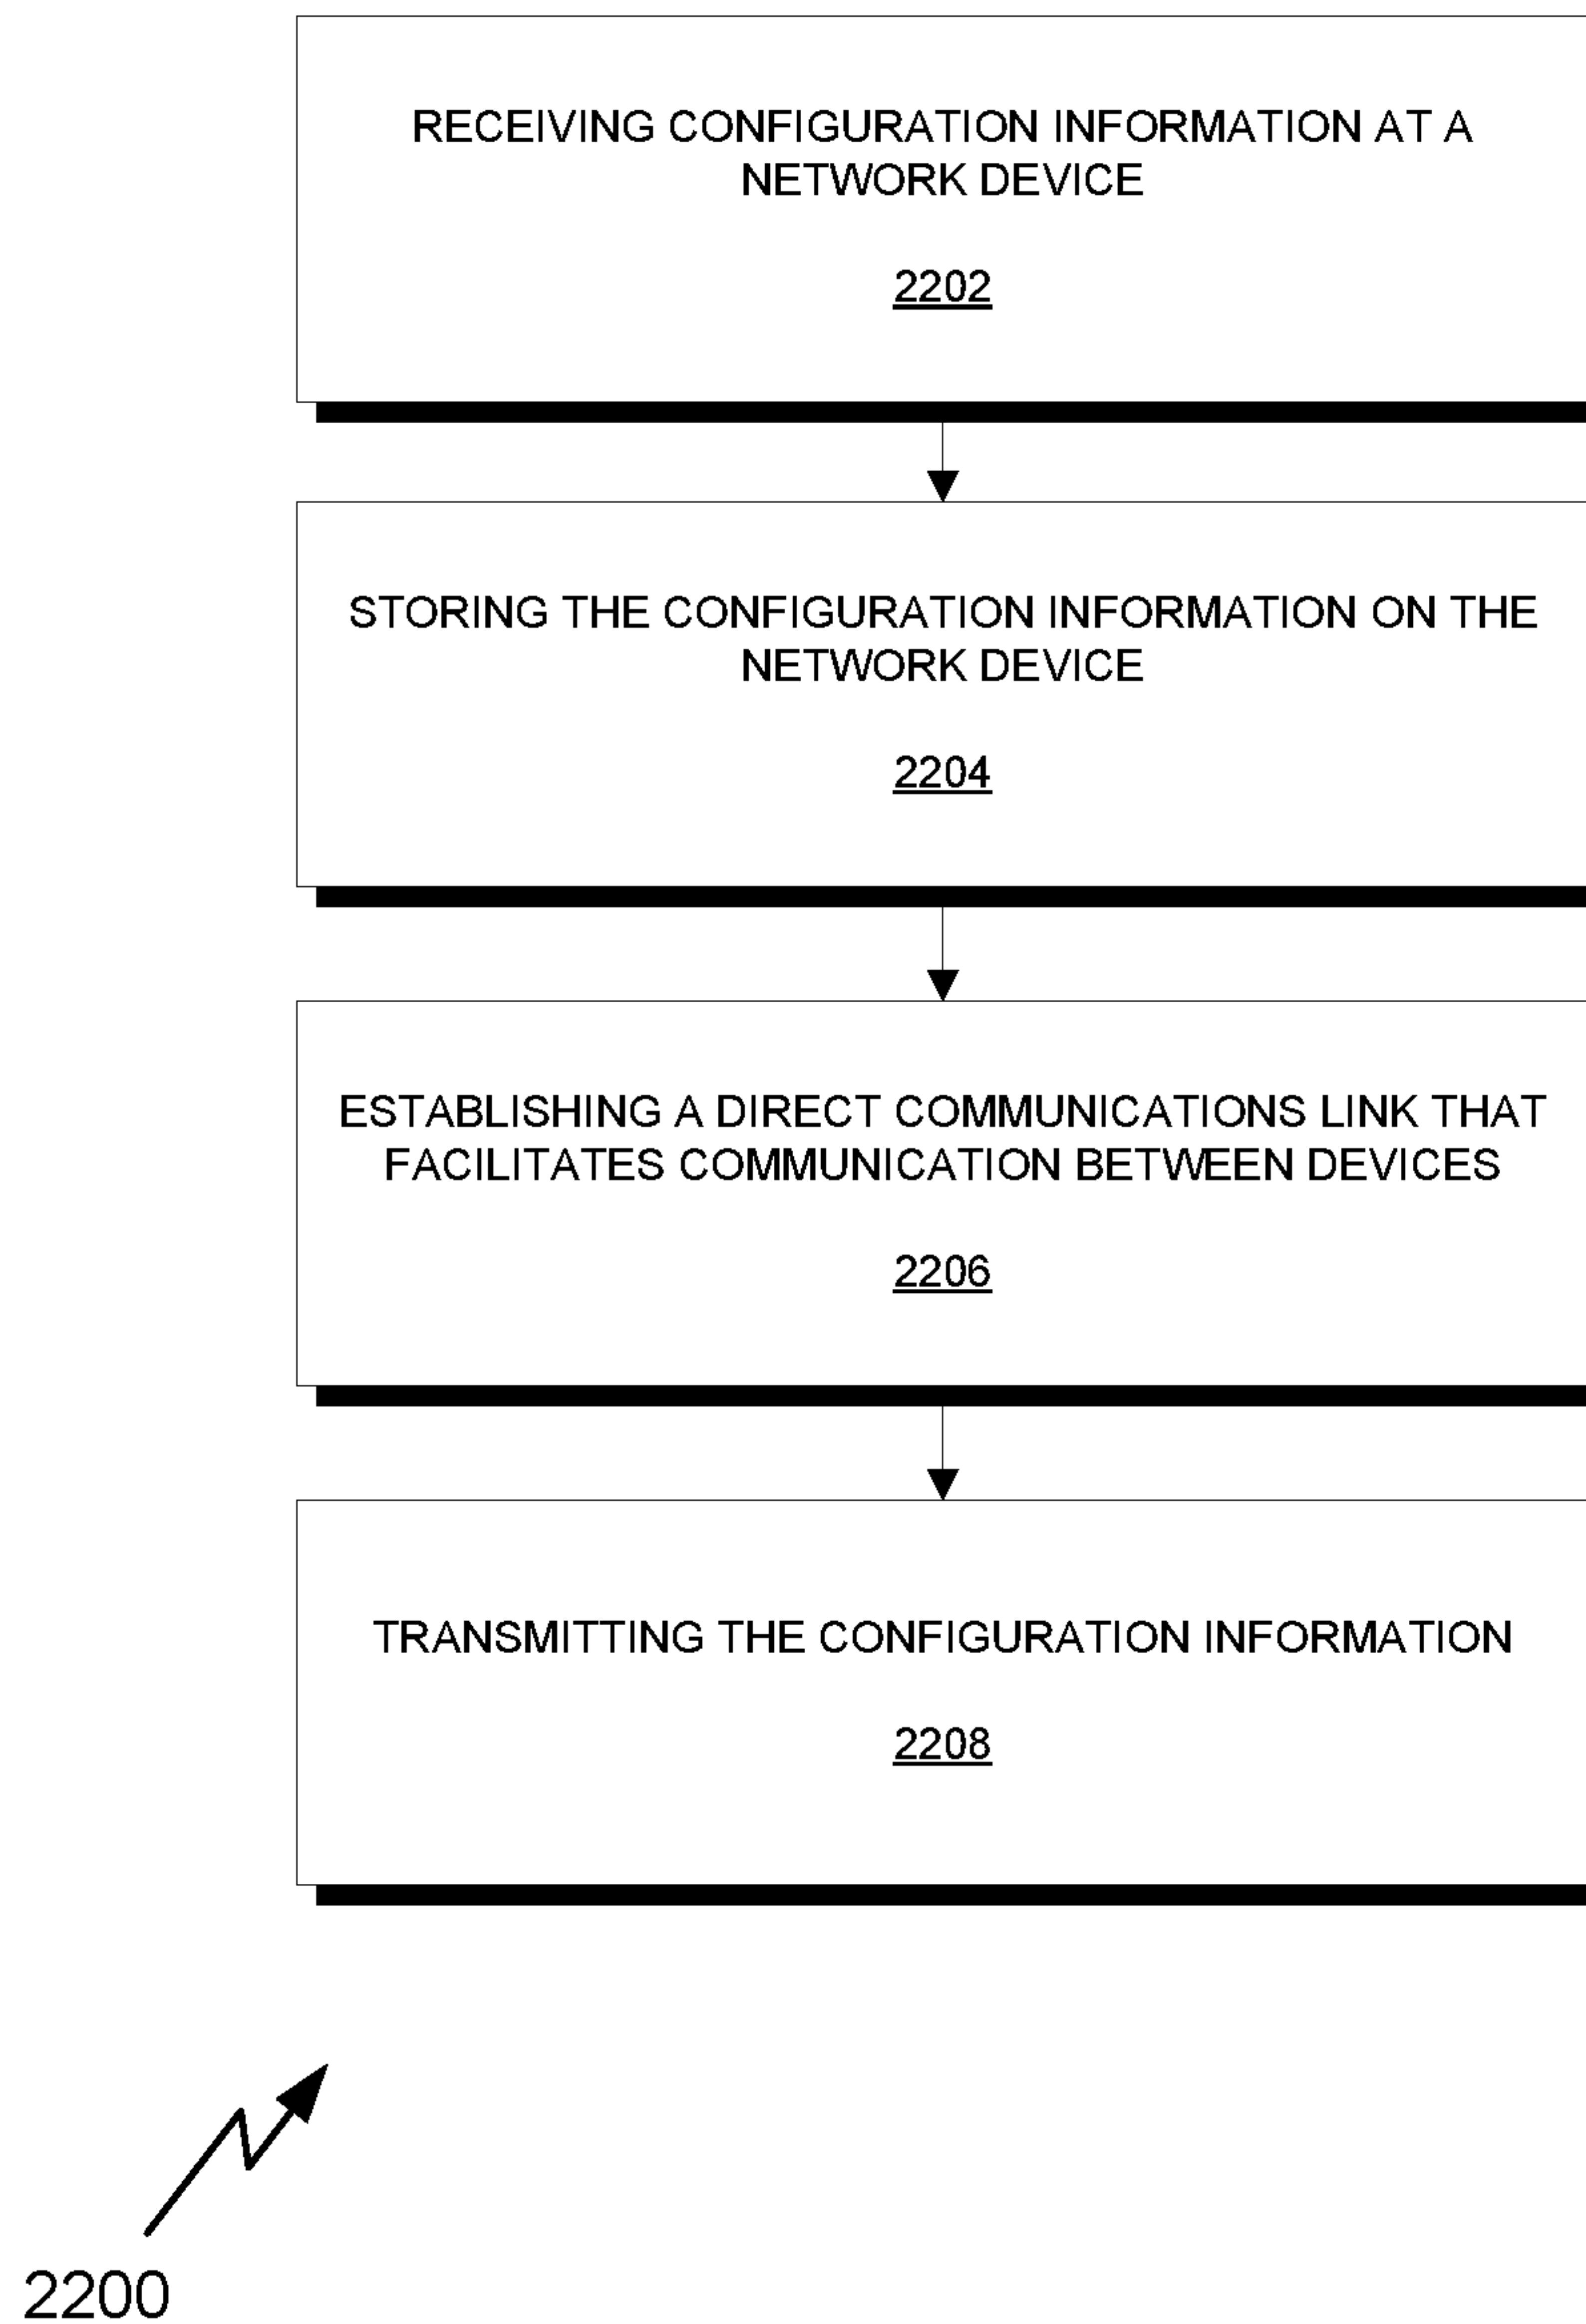 RECEIVING CONFIGURATION INFORMATION AT A
NETWORK DEVICE
2202
STORING THE CONFIGURATION INFORMATION ON THE
NETWORK DEVICE
2204
ESTABLISHING A DIRECT COMMUNICATIONS LINK THAT
FACILITATES COMMUNICATION BETWEEN DEVICES
2206
TRANSMITTING THE CONFIGURATION INFORMATION
2208
2200